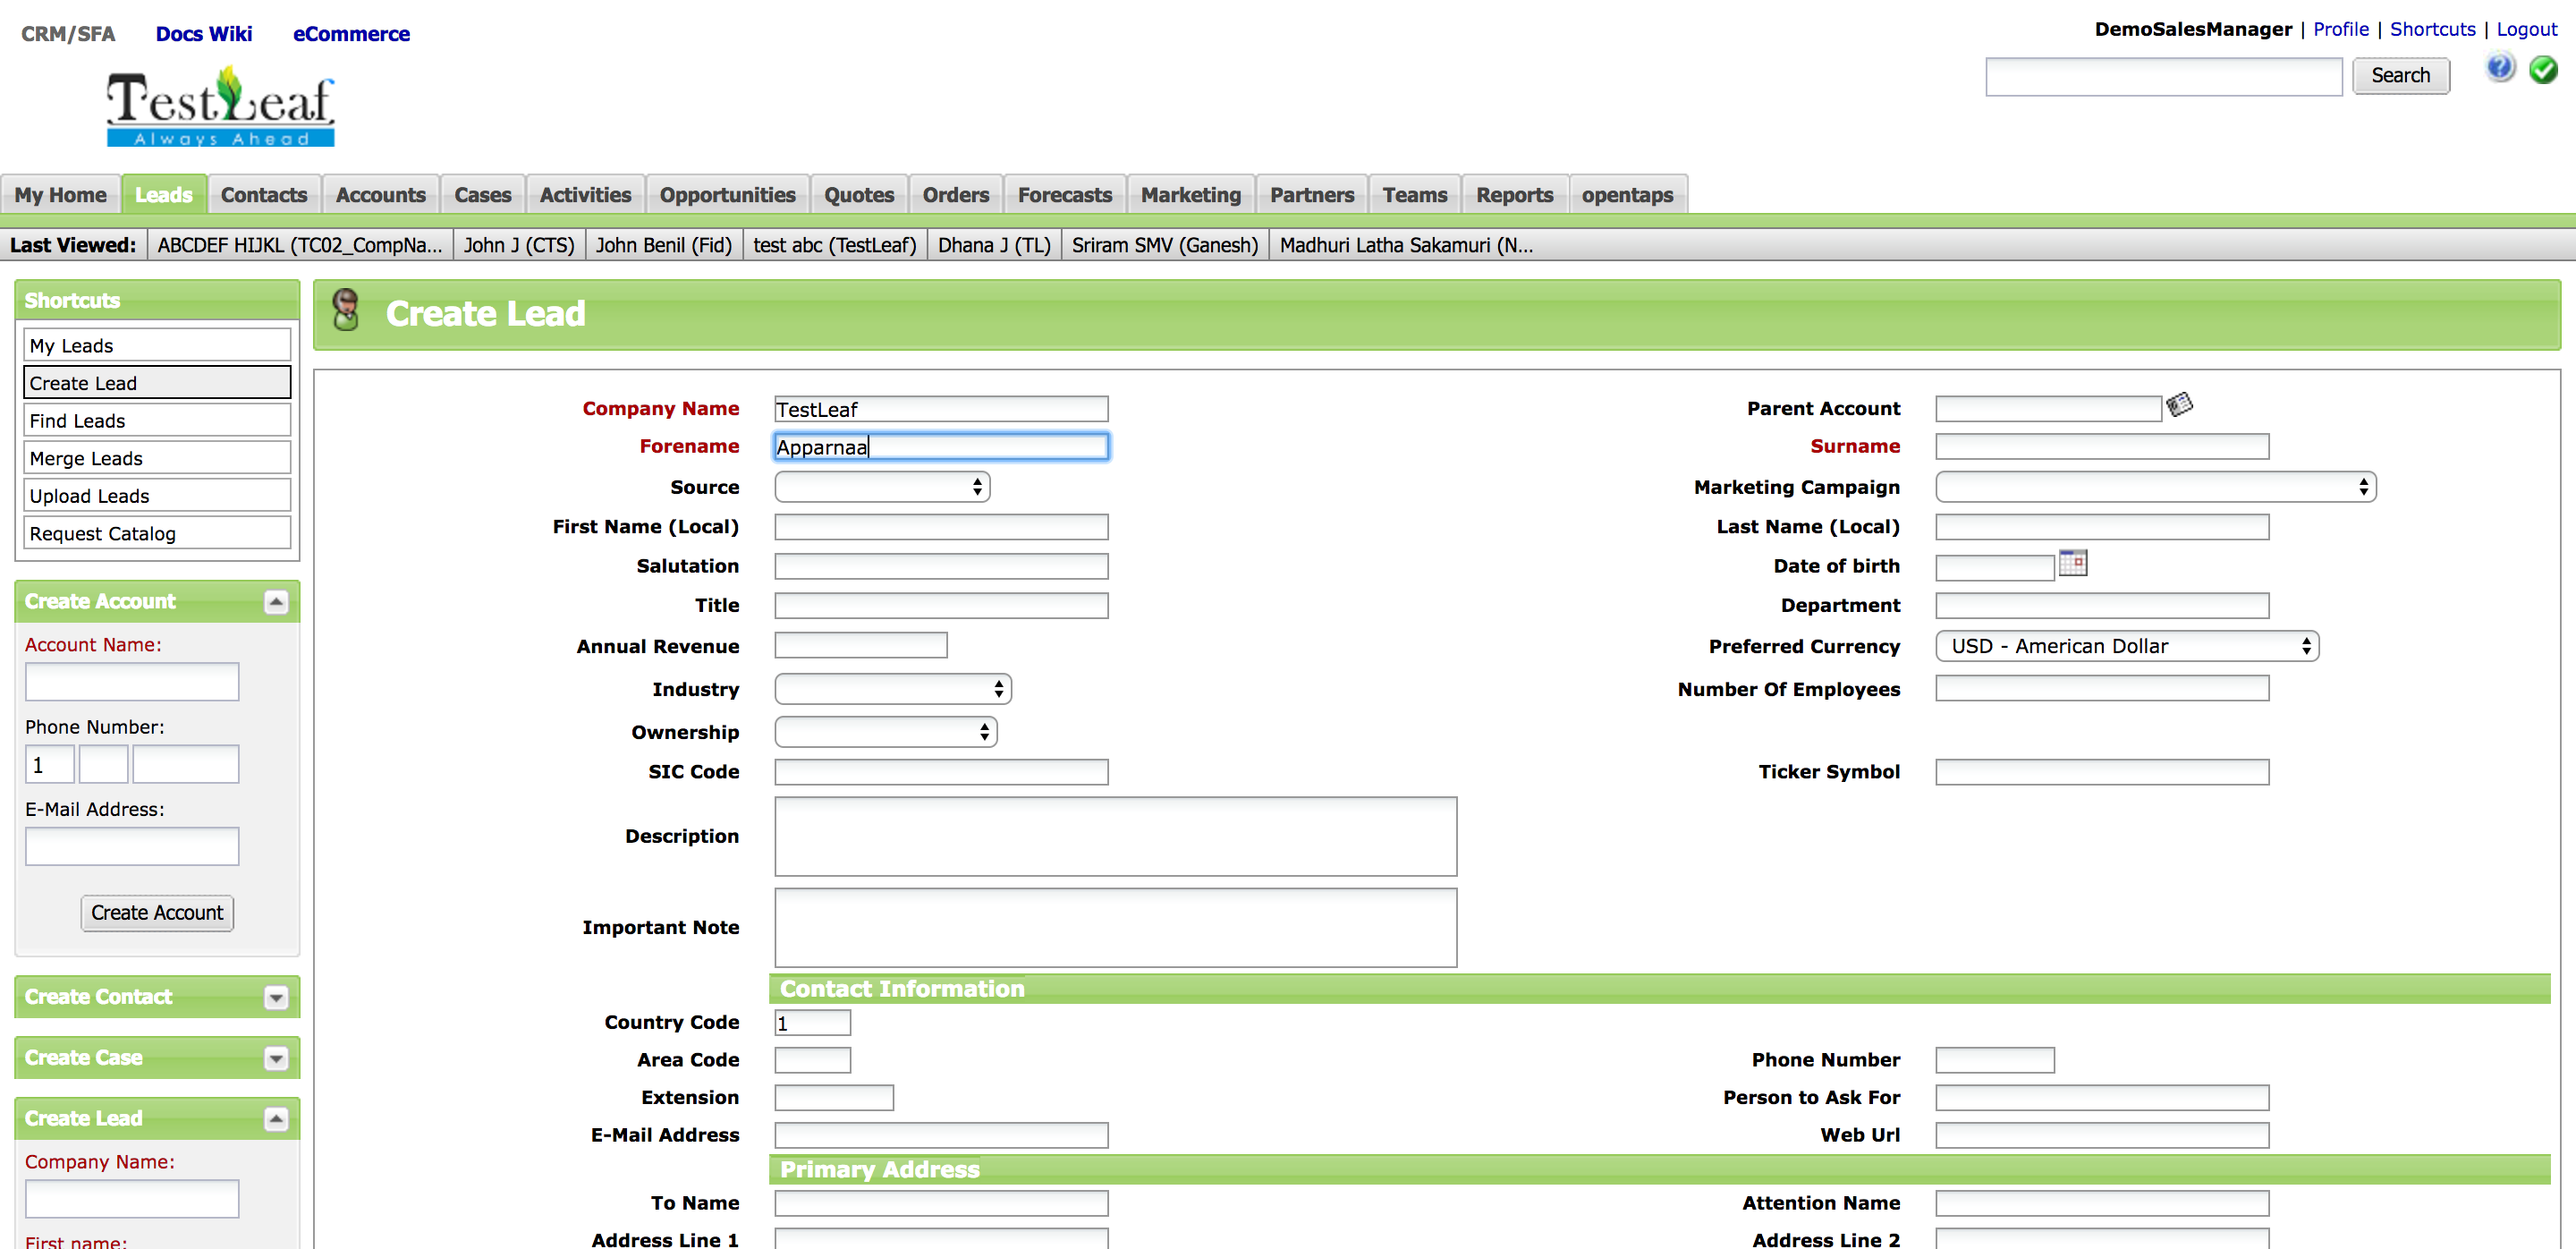 CRM/SFA Docs Wiki eCommerce
DemoSalesManager | Profile | Shortcuts | Logout
Search
TestLeaf
Always Ahead
My Home Leads Contacts Accounts Cases Activities Opportunities Quotes Orders Forecasts Marketing Partners Teams Reports opentaps
Last Viewed: ABCDEF HIJKL (TC02_CompNa... John J (CTS) John Benil (Fid) test abc (TestLeaf) Dhana J (TL) Sriram SMV (Ganesh) Madhuri Latha Sakamuri (N...
Shortcuts
My Leads
Create Lead
Find Leads
Merge Leads
Upload Leads
Request Catalog
Create Account
Account Name:
Phone Number:
1
E-Mail Address:
Create Account
Create Contact
Create Case
Create Lead
Company Name:
First name:
Create Lead
Company Name TestLeaf Parent Account
Forename Apparnaa Surname
Source Marketing Campaign
First Name (Local) Last Name (Local)
Salutation Date of birth
Title Department
Annual Revenue Preferred Currency USD - American Dollar
Industry Number Of Employees
Ownership
SIC Code Ticker Symbol
Description
Important Note
Contact Information
Country Code 1
Area Code Phone Number
Extension Person to Ask For
E-Mail Address Web Url
Primary Address
To Name Attention Name
Address Line 1 Address Line 2